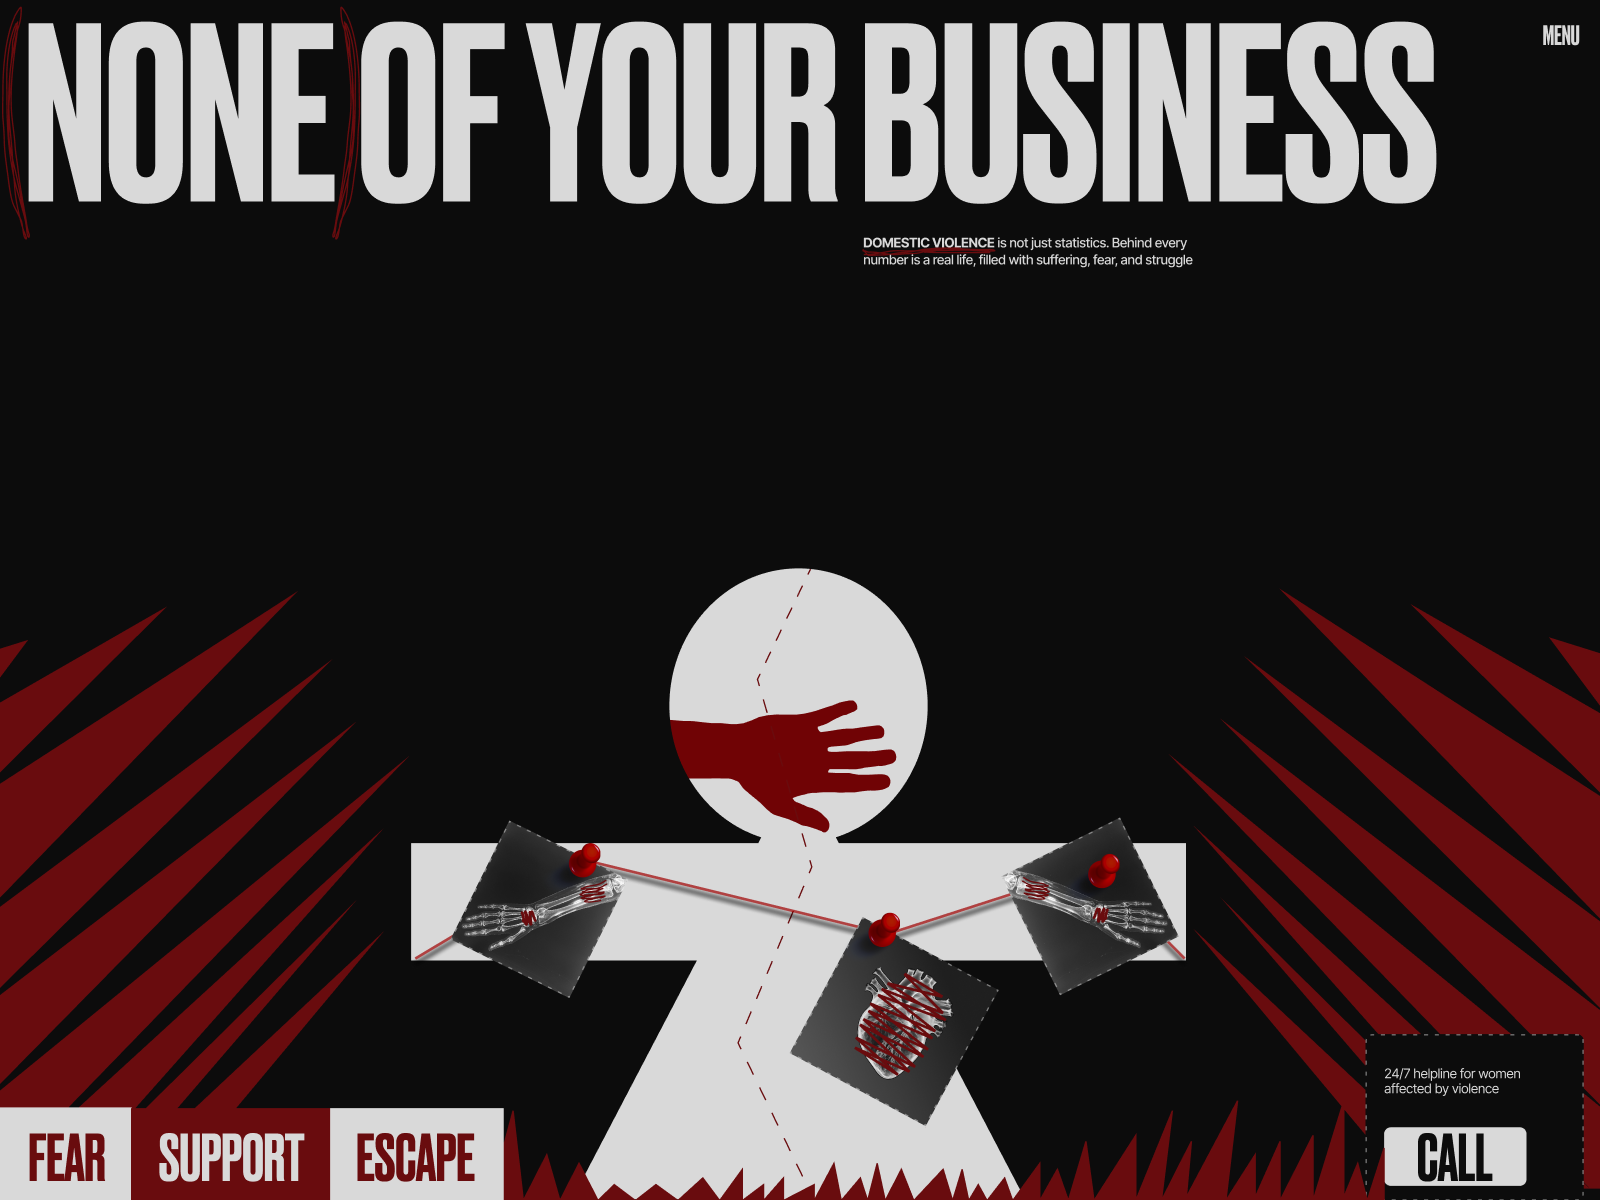 (NONE) OF YOUR BUSINESS
MENU
DOMESTIC VIOLENCE is not just statistics. Behind every
number is a real life, filled with suffering, fear, and struggle
24/7 helpline for women
affected by violence
CALL
FEAR
SUPPORT
ESCAPE